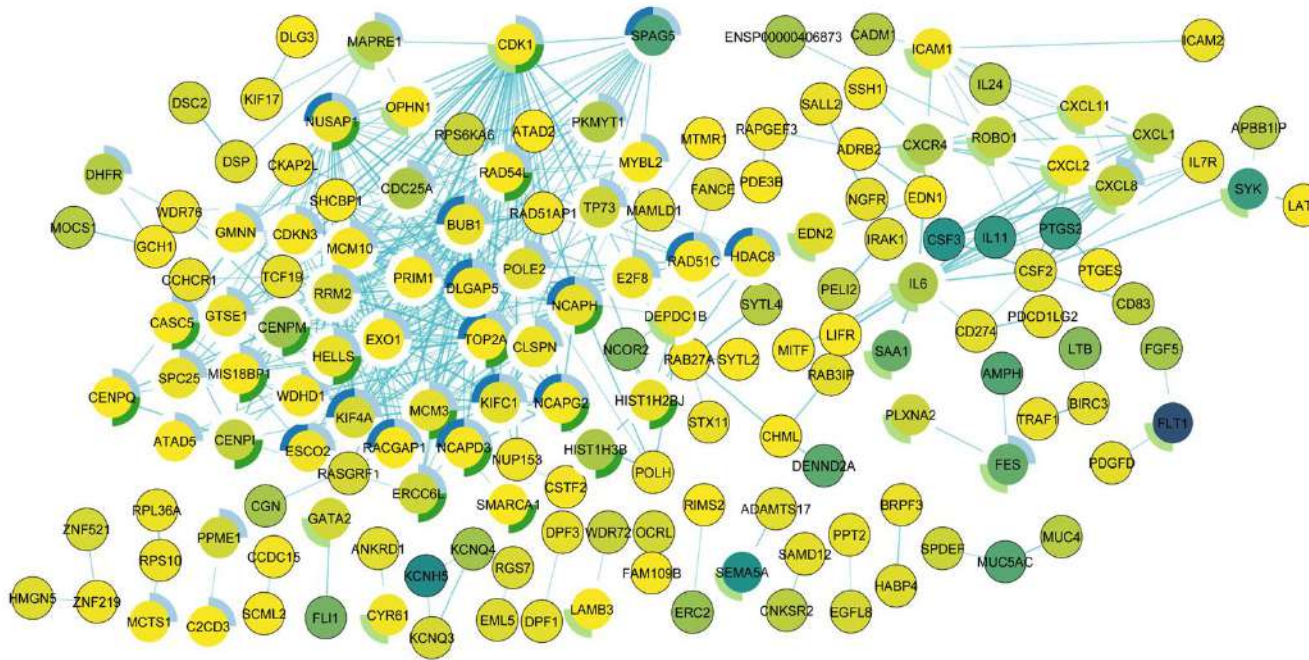 DLG3
MAPRE1
CDK1
SPAG5
ENSP00000406873
CADM1
ICAM1
ICAM2
DSC2
KIF17
OPHN1
NUSAP1
RPS6KA6
ATAD2
PKMYT1
MTMR1
RAPGEF3
SALL2
SSH1
IL24
CXCL11
CXCL1
APBB1IP
DSP
CKAP2L
MYBL2
ADRB2
CXCR4
ROBO1
IL7R
DHFR
CDC25A
RAD54L
PDE3B
CXCL2
CXCL8
SYK
WDR76
SHCBP1
FANCE
TP73
MAMLD1
NGFR
EDN1
LAT
MOCS1
GCH1
GMNN
CDKN3
BUB1
RAD51AP1
EDN2
IRAK1
CSF3
IL11
PTGS2
MCM10
CCHCR1
TCF19
PRIM1
POLE2
E2F8
RAD51C
HDAC8
CSF2
PTGES
RRM2
DLGAP5
IL6
CD83
PELI2
NCAPH
SYTL4
CASC5
GTSE1
CENPM
EXO1
TOP2A
CLSPN
DEPDC1B
PDCD1LG2
CD274
LIFR
MITF
HELLS
NCOR2
RAB27A
SYTL2
RAB3IP
SAA1
LTB
FGF5
SPC25
MIS18BP1
AMPH
CENPQ
WDHD1
KIF4A
MCM3
KIFC1
NCAPG2
HIST1H2BJ
STX11
PLXNA2
TRAF1
BIRC3
FLT1
ATAD5
CENPI
ESCO2
RACGAP1
NCAPD3
NUP153
HIST1H3B
CHML
DENND2A
FES
PDGFD
RASGRF1
POLH
ERCC6L
CSTF2
SMARCA1
RPL36A
CGN
GATA2
RIMS2
ADAMTS17
BRPF3
ZNF521
PPME1
CCDC15
ANKRD1
KCNQ4
DPF3
WDR72
OCRL
PPT2
SPDEF
MUC4
RPS10
KCNH5
RGS7
FAM109B
SEMA5A
SAMD12
MUC5AC
HMGN5
ZNF219
HABP4
MCTS1
C2CD3
SCML2
FLI1
CYR61
KCNQ3
EML5
DPF1
LAMB3
ERC2
CNKSR2
EGFL8